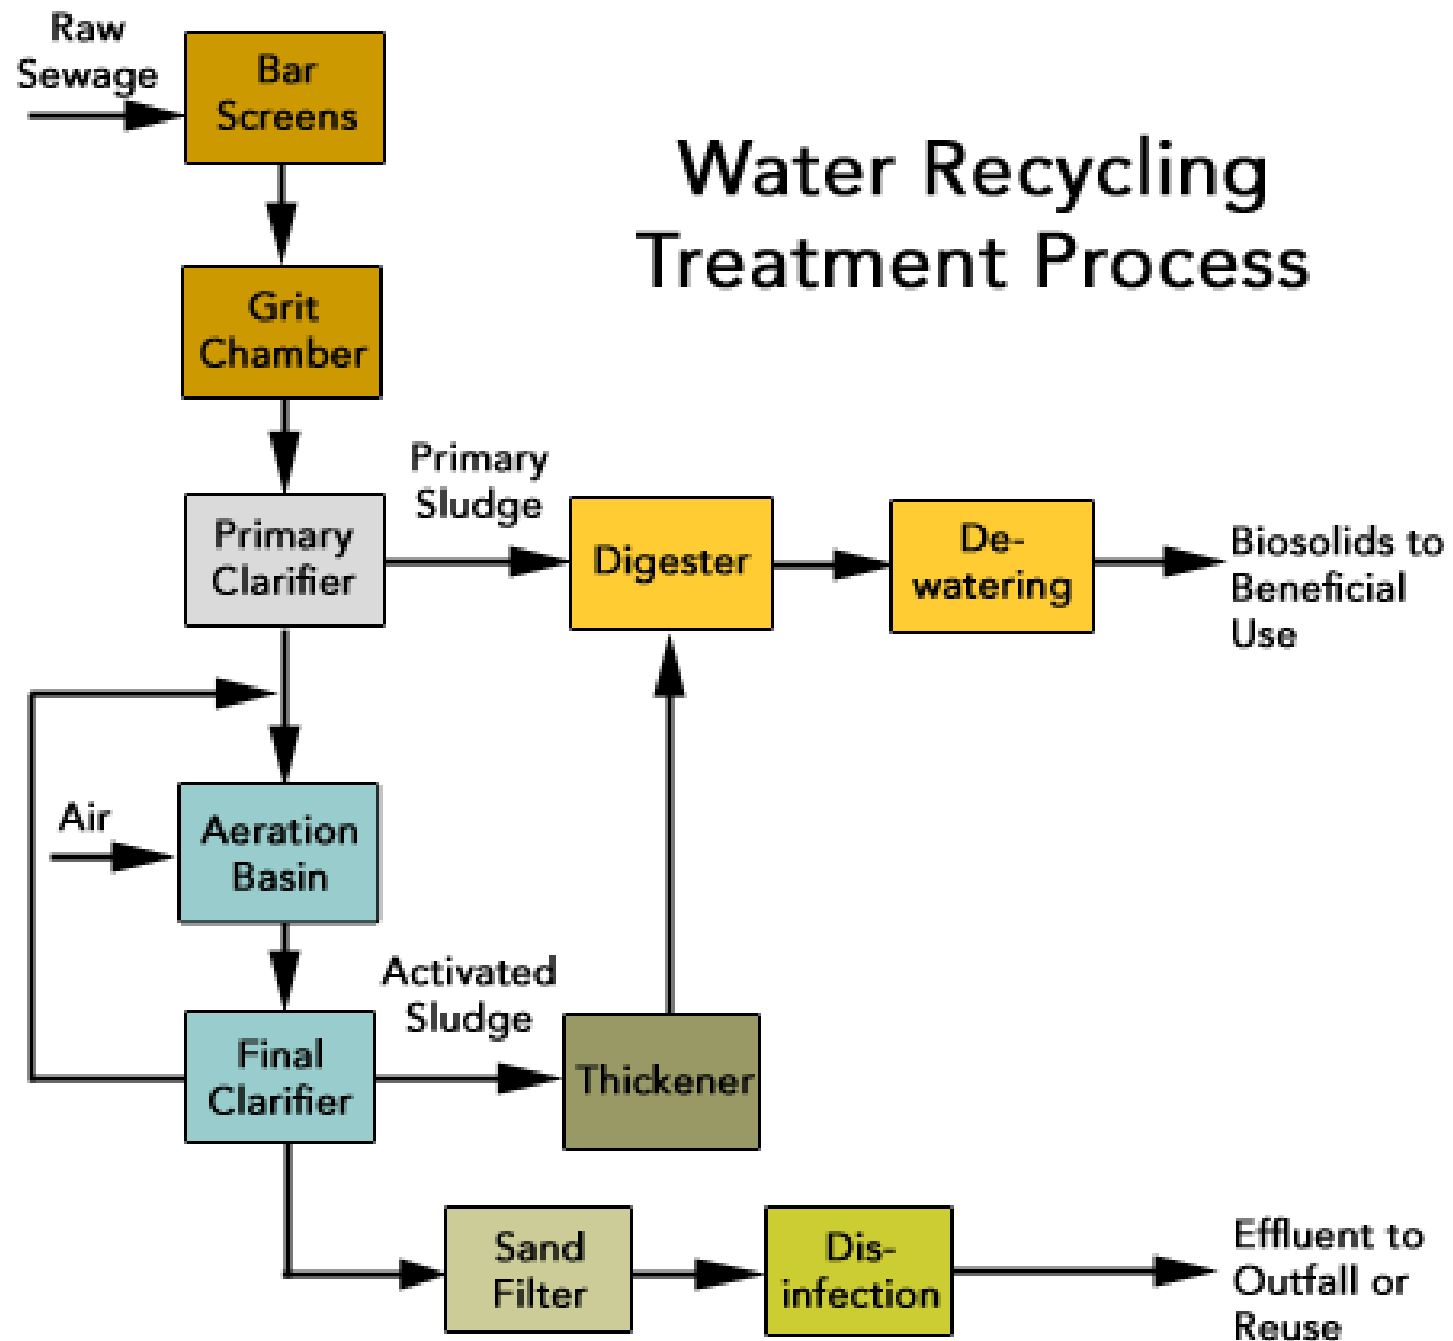 Raw
Sewage
Bar
Screens
Water Recycling
Treatment Process
Grit
Chamber
Primary
Sludge
Primary
Clarifier
Digester
De-
watering
Biosolids to
Beneficial
Use
Air
Aeration
Basin
Activated
Sludge
Final
Clarifier
Thickener
Sand
Filter
Dis-
infection
Effluent to
Outfall or
Reuse